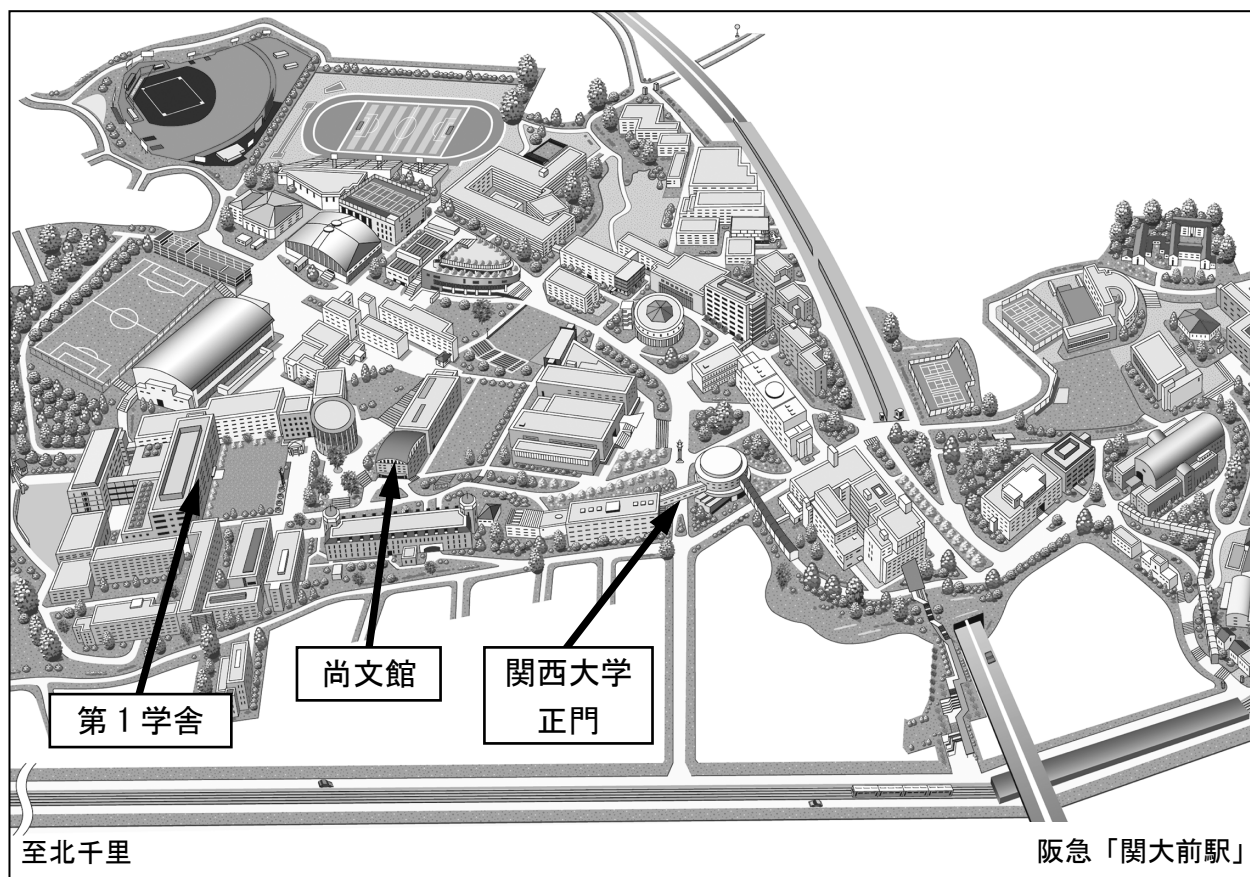 第１学舎
尚文館
関西大学
正門
至北千里
阪急「関大前駅」